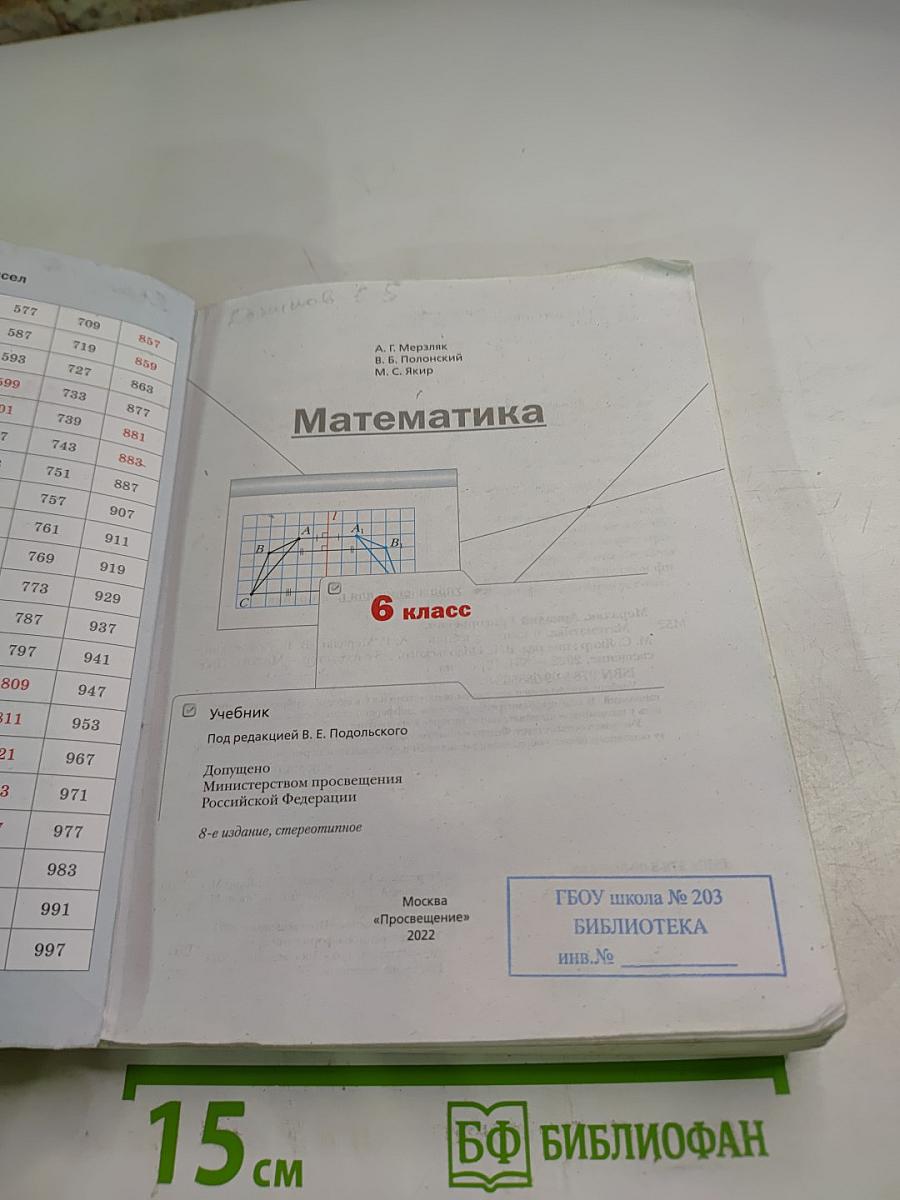 577 709 857
587 719 859
593 727 863
733 877
739 881
743 883
751 887
757 907
761 911
769 919
773 929
787 937
797 941
809 947
811 953
967
971
977
983
991
997
А. Г. Мерзляк
В. Б. Полонский
М. С. Якир
Математика
l
A A₁
B B₁
C
6 класс
Учебник
Под редакцией В. Е. Подольского
Допущено
Министерством просвещения
Российской Федерации
8-е издание, стереотипное
Москва
«Просвещение»
2022
ГБОУ школа № 203
БИБЛИОТЕКА
инв.№
15 см
БФ БИБЛИОФАН